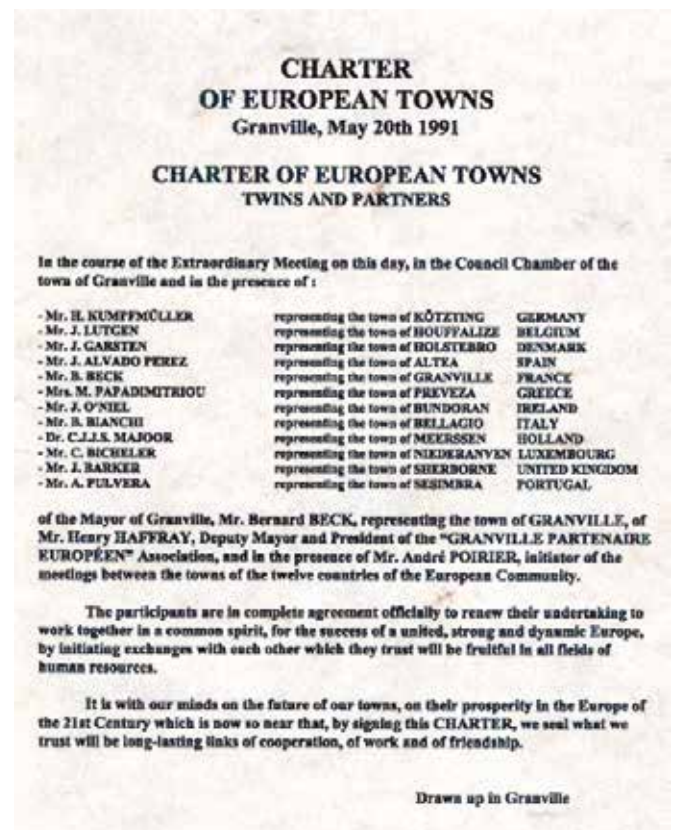 CHARTER
OF EUROPEAN TOWNS
Granville, May 20th 1991
CHARTER OF EUROPEAN TOWNS
TWINS AND PARTNERS
In the course of the Extraordinary Meeting on this day, in the Council Chamber of the
town of Granville and in the presence of :
- Mr. H. KUMPFMÜLLER representing the town of KÖTZTING GERMANY
- Mr. J. LUTGEN representing the town of HOUFFALIZE BELGIUM
- Mr. J. GARSTEN representing the town of HOLSTEBRO DENMARK
- Mr. J. ALVADO PEREZ representing the town of ALTEA SPAIN
- Mr. B. BECK representing the town of GRANVILLE FRANCE
- Mrs. M. PAPADIMITRIOU representing the town of PREVEZA GREECE
- Mr. J. O'NIEL representing the town of BUNDORAN IRELAND
- Mr. B. BIANCHI representing the town of BELLAGIO ITALY
- Dr. C.J.J.S. MAJOOR representing the town of MEERSSEN HOLLAND
- Mr. C. BICHELER representing the town of NIEDERANVEN LUXEMBOURG
- Mr. J. BARKER representing the town of SHERBORNE UNITED KINGDOM
- Mr. A. PULVERA representing the town of SESIMBRA PORTUGAL
of the Mayor of Granville, Mr. Bernard BECK, representing the town of GRANVILLE, of
Mr. Henry HAFFRAY, Deputy Mayor and President of the “GRANVILLE PARTENAIRE
EUROPÉEN” Association, and in the presence of Mr. André POIRIER, initiator of the
meetings between the towns of the twelve countries of the European Community.
The participants are in complete agreement officially to renew their undertaking to
work together in a common spirit, for the success of a united, strong and dynamic Europe,
by initiating exchanges with each other which they trust will be fruitful in all fields of
human resources.
It is with our minds on the future of our towns, on their prosperity in the Europe of
the 21st Century which is now so near that, by signing this CHARTER, we seal what we
trust will be long-lasting links of cooperation, of work and of friendship.
Drawn up in Granville